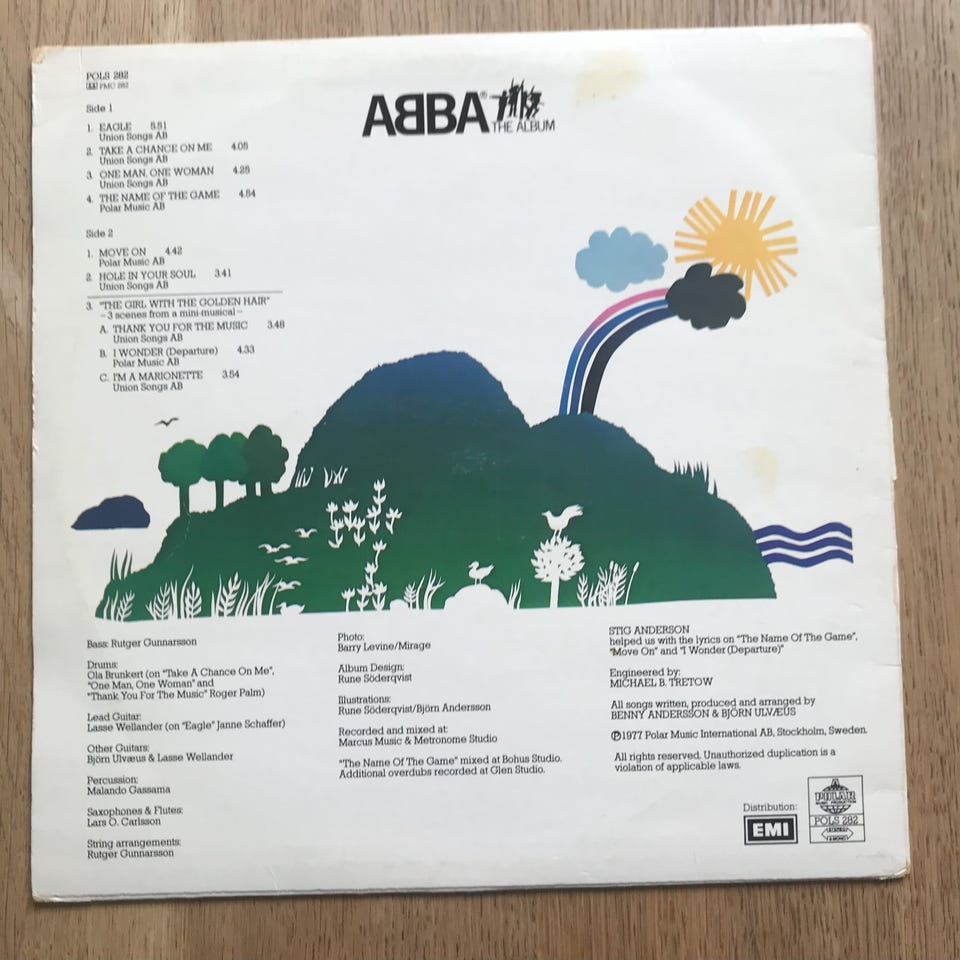 POLS 282
PMC 282
ABBA® THE ALBUM
Side 1
1. EAGLE 5.51
Union Songs AB
2. TAKE A CHANCE ON ME 4.05
Union Songs AB
3. ONE MAN, ONE WOMAN 4.25
Union Songs AB
4. THE NAME OF THE GAME 4.54
Polar Music AB
Side 2
1. MOVE ON 4.42
Polar Music AB
2. HOLE IN YOUR SOUL 3.41
Union Songs AB
3. "THE GIRL WITH THE GOLDEN HAIR"
– 3 scenes from a mini-musical –
A. THANK YOU FOR THE MUSIC 3.48
Union Songs AB
B. I WONDER (Departure) 4.33
Polar Music AB
C. I'M A MARIONETTE 3.54
Union Songs AB
Bass: Rutger Gunnarsson
Drums:
Ola Brunkert (on "Take A Chance On Me",
"One Man, One Woman" and
"Thank You For The Music" Roger Palm)
Lead Guitar:
Lasse Wellander (on "Eagle" Janne Schaffer)
Other Guitars:
Björn Ulvæus & Lasse Wellander
Percussion:
Malando Gassama
Saxophones & Flutes:
Lars O. Carlsson
String arrangements:
Rutger Gunnarsson
Photo:
Barry Levine/Mirage
Album Design:
Rune Söderqvist
Illustrations:
Rune Söderqvist/Björn Andersson
Recorded and mixed at:
Marcus Music & Metronome Studio
"The Name Of The Game" mixed at Bohus Studio.
Additional overdubs recorded at Glen Studio.
STIG ANDERSON
helped us with the lyrics on "The Name Of The Game",
"Move On" and "I Wonder (Departure)"
Engineered by:
MICHAEL B. TRETOW
All songs written, produced and arranged by
BENNY ANDERSSON & BJÖRN ULVÆUS
℗1977 Polar Music International AB, Stockholm, Sweden.
All rights reserved. Unauthorized duplication is a
violation of applicable laws.
Distribution:
EMI
A
POLAR
MUSIC PRODUCTION
POLS 282
STEREO
& MONO